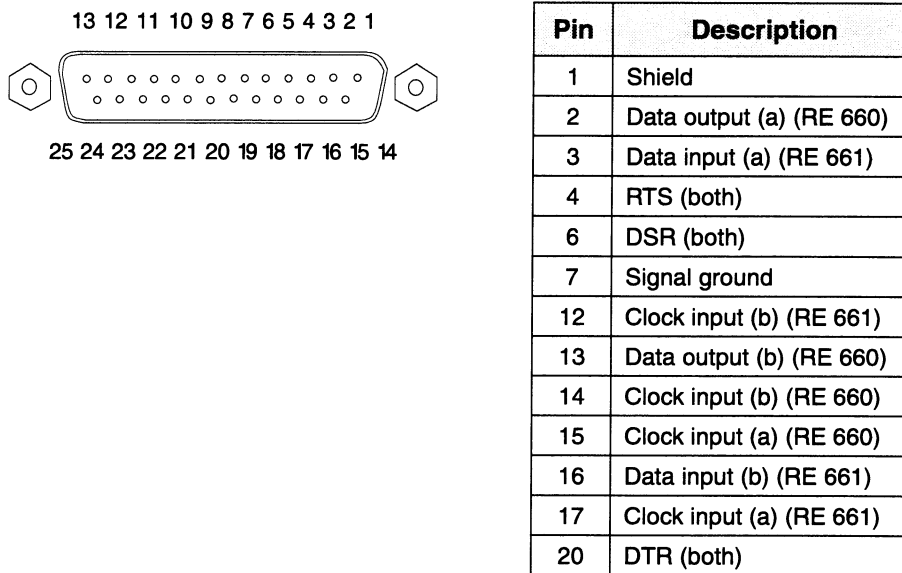 13 12 11 10 9 8 7 6 5 4 3 2 1
25 24 23 22 21 20 19 18 17 16 15 14
Pin Description
1 Shield
2 Data output (a) (RE 660)
3 Data input (a) (RE 661)
4 RTS (both)
6 DSR (both)
7 Signal ground
12 Clock input (b) (RE 661)
13 Data output (b) (RE 660)
14 Clock input (b) (RE 660)
15 Clock input (a) (RE 660)
16 Data input (b) (RE 661)
17 Clock input (a) (RE 661)
20 DTR (both)